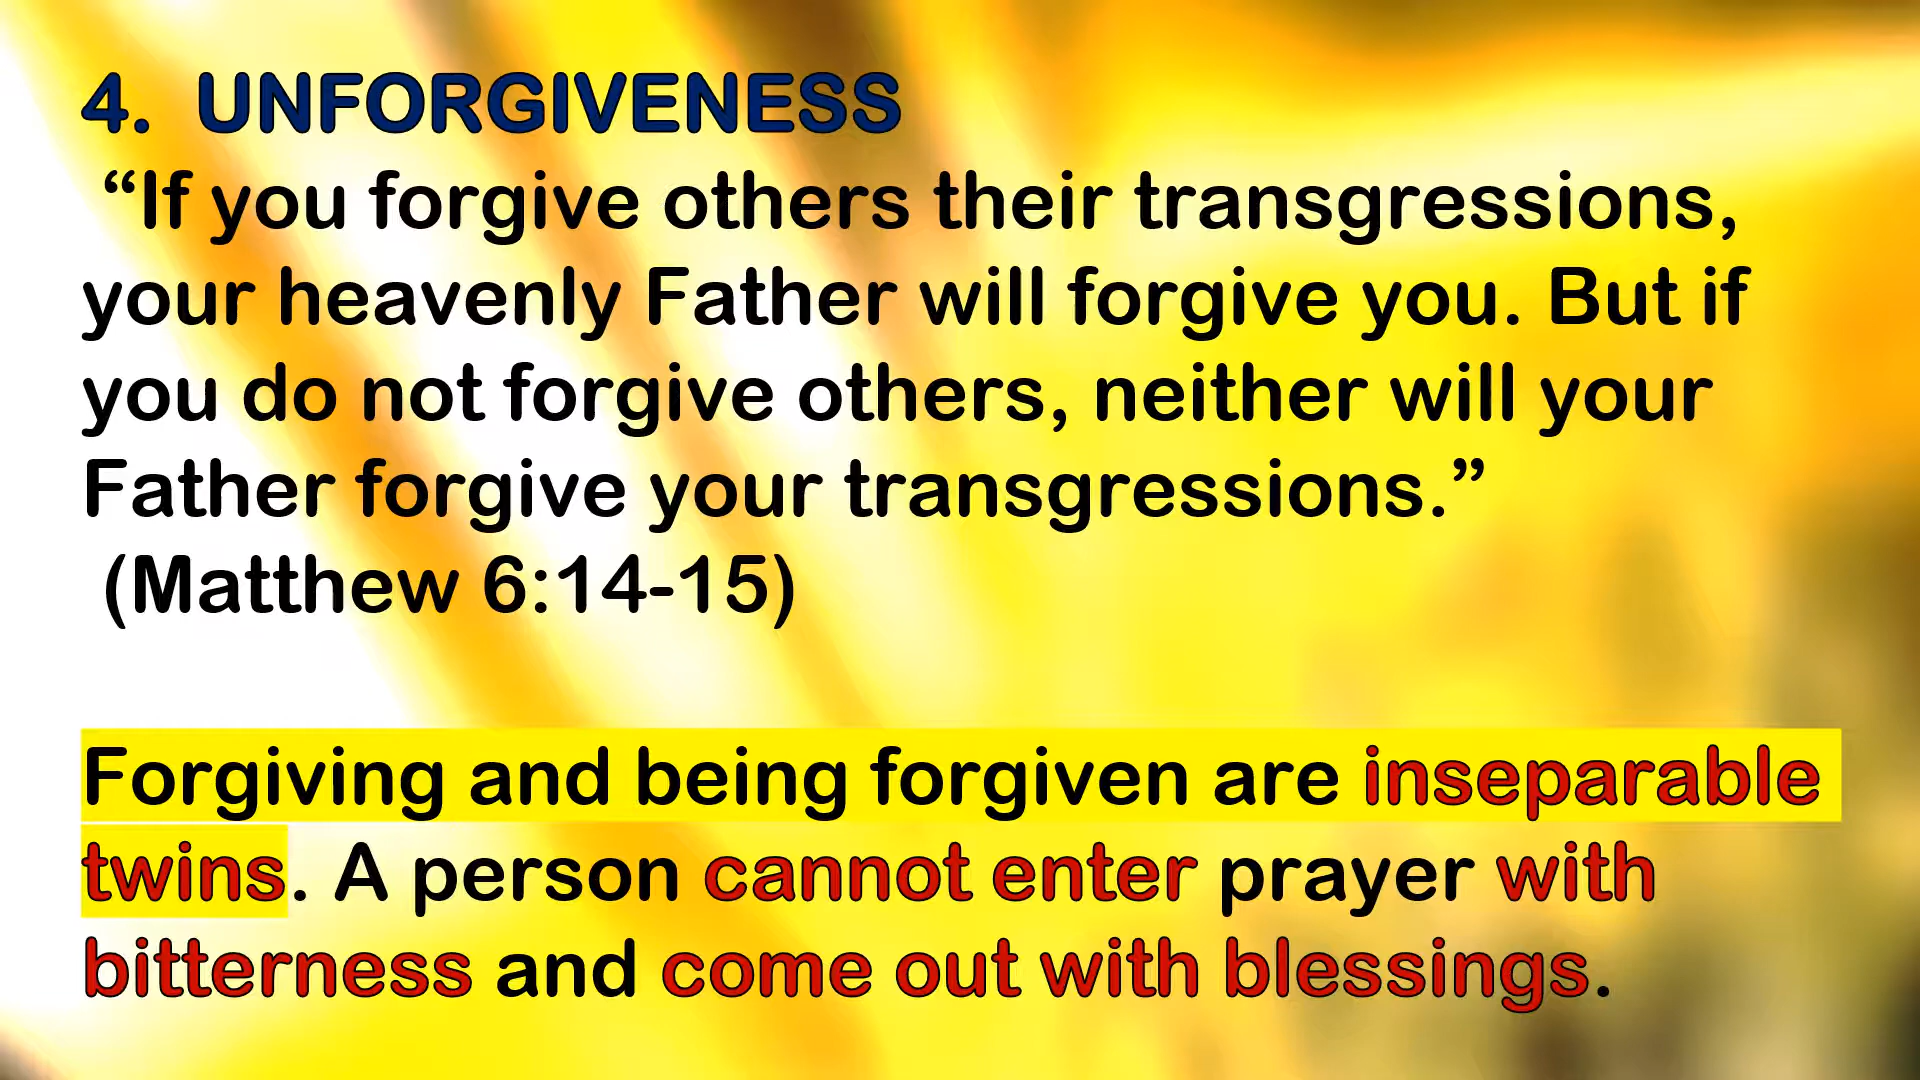 4.  UNFORGIVENESS
“If you forgive others their transgressions,
your heavenly Father will forgive you. But if
you do not forgive others, neither will your
Father forgive your transgressions.”
(Matthew 6:14-15)
Forgiving and being forgiven are inseparable
twins. A person cannot enter prayer with
bitterness and come out with blessings.